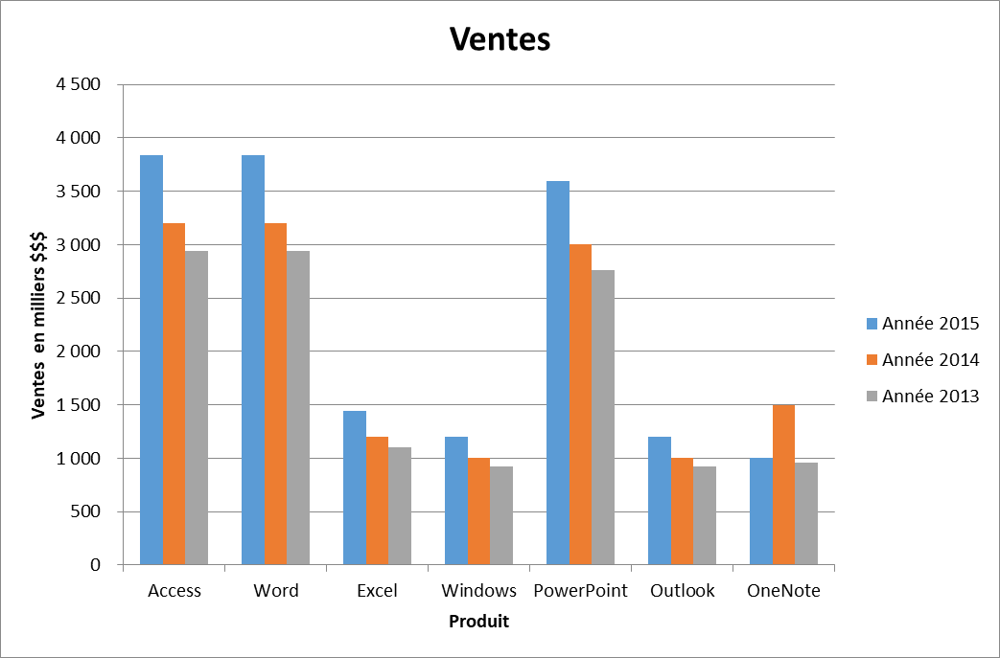 Ventes
4 500
4 000
3 500
3 000
2 500
2 000
1 500
1 000
500
0
Ventes en milliers $$$
Access Word Excel Windows PowerPoint Outlook OneNote
Produit
Année 2015
Année 2014
Année 2013